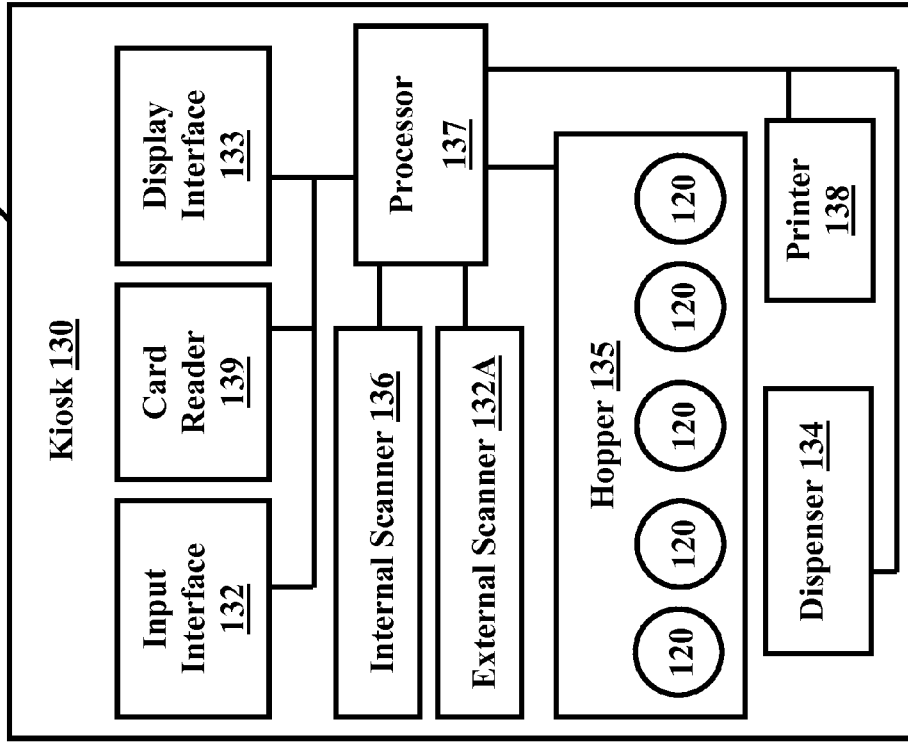 Kiosk 130
Input
Interface
132
Card
Reader
139
Display
Interface
133
Internal Scanner 136
External Scanner 132A
Processor
137
Hopper 135
120
120
120
120
120
Dispenser 134
Printer
138